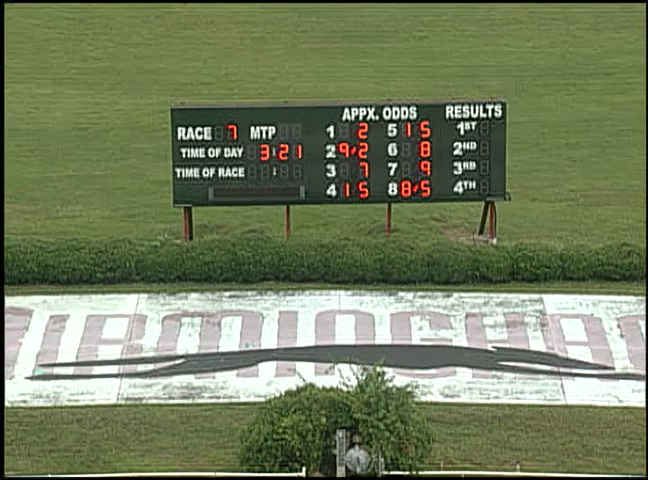 APPX. ODDS RESULTS
RACE 7 MTP 1 2 5 15 1ST
TIME OF DAY 3:21 2 9-2 6 8 2ND
TIME OF RACE 3 7 7 9 3RD
4 15 8 8-5 4TH
BIRMINGHAM